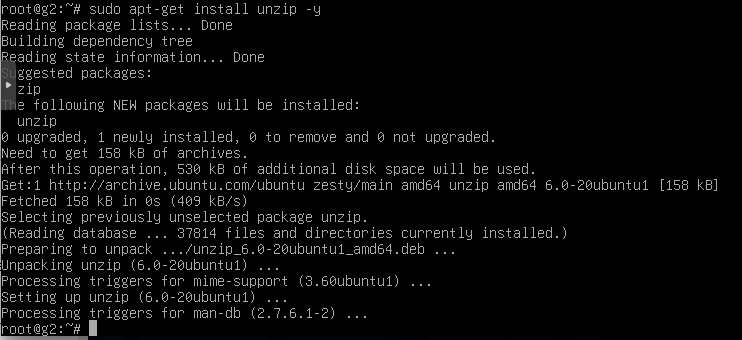 root@g2:~# sudo apt-get install unzip -y
Reading package lists... Done
Building dependency tree
Reading state information... Done
Suggested packages:
zip
The following NEW packages will be installed:
unzip
0 upgraded, 1 newly installed, 0 to remove and 0 not upgraded.
Need to get 158 kB of archives.
After this operation, 530 kB of additional disk space will be used.
Get:1 http://archive.ubuntu.com/ubuntu zesty/main amd64 unzip amd64 6.0-20ubuntu1 [158 kB]
Fetched 158 kB in 0s (409 kB/s)
Selecting previously unselected package unzip.
(Reading database ... 37814 files and directories currently installed.)
Preparing to unpack .../unzip_6.0-20ubuntu1_amd64.deb ...
Unpacking unzip (6.0-20ubuntu1) ...
Processing triggers for mime-support (3.60ubuntu1) ...
Setting up unzip (6.0-20ubuntu1) ...
Processing triggers for man-db (2.7.6.1-2) ...
root@g2:~#